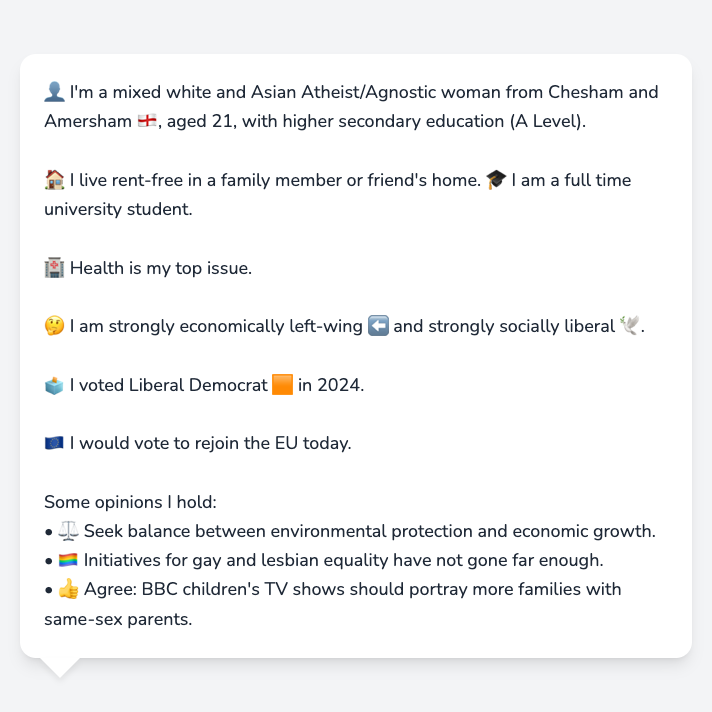 👤 I'm a mixed white and Asian Atheist/Agnostic woman from Chesham and
Amersham 🏴󠁧󠁢󠁥󠁮󠁧󠁿, aged 21, with higher secondary education (A Level).
🏠 I live rent-free in a family member or friend's home. 🎓 I am a full time
university student.
🏥 Health is my top issue.
🤔 I am strongly economically left-wing ⬅️ and strongly socially liberal 🕊️.
🗳️ I voted Liberal Democrat 🟧 in 2024.
🇪🇺 I would vote to rejoin the EU today.
Some opinions I hold:
• ⚖️ Seek balance between environmental protection and economic growth.
• 🏳️‍🌈 Initiatives for gay and lesbian equality have not gone far enough.
• 👍 Agree: BBC children's TV shows should portray more families with
same-sex parents.